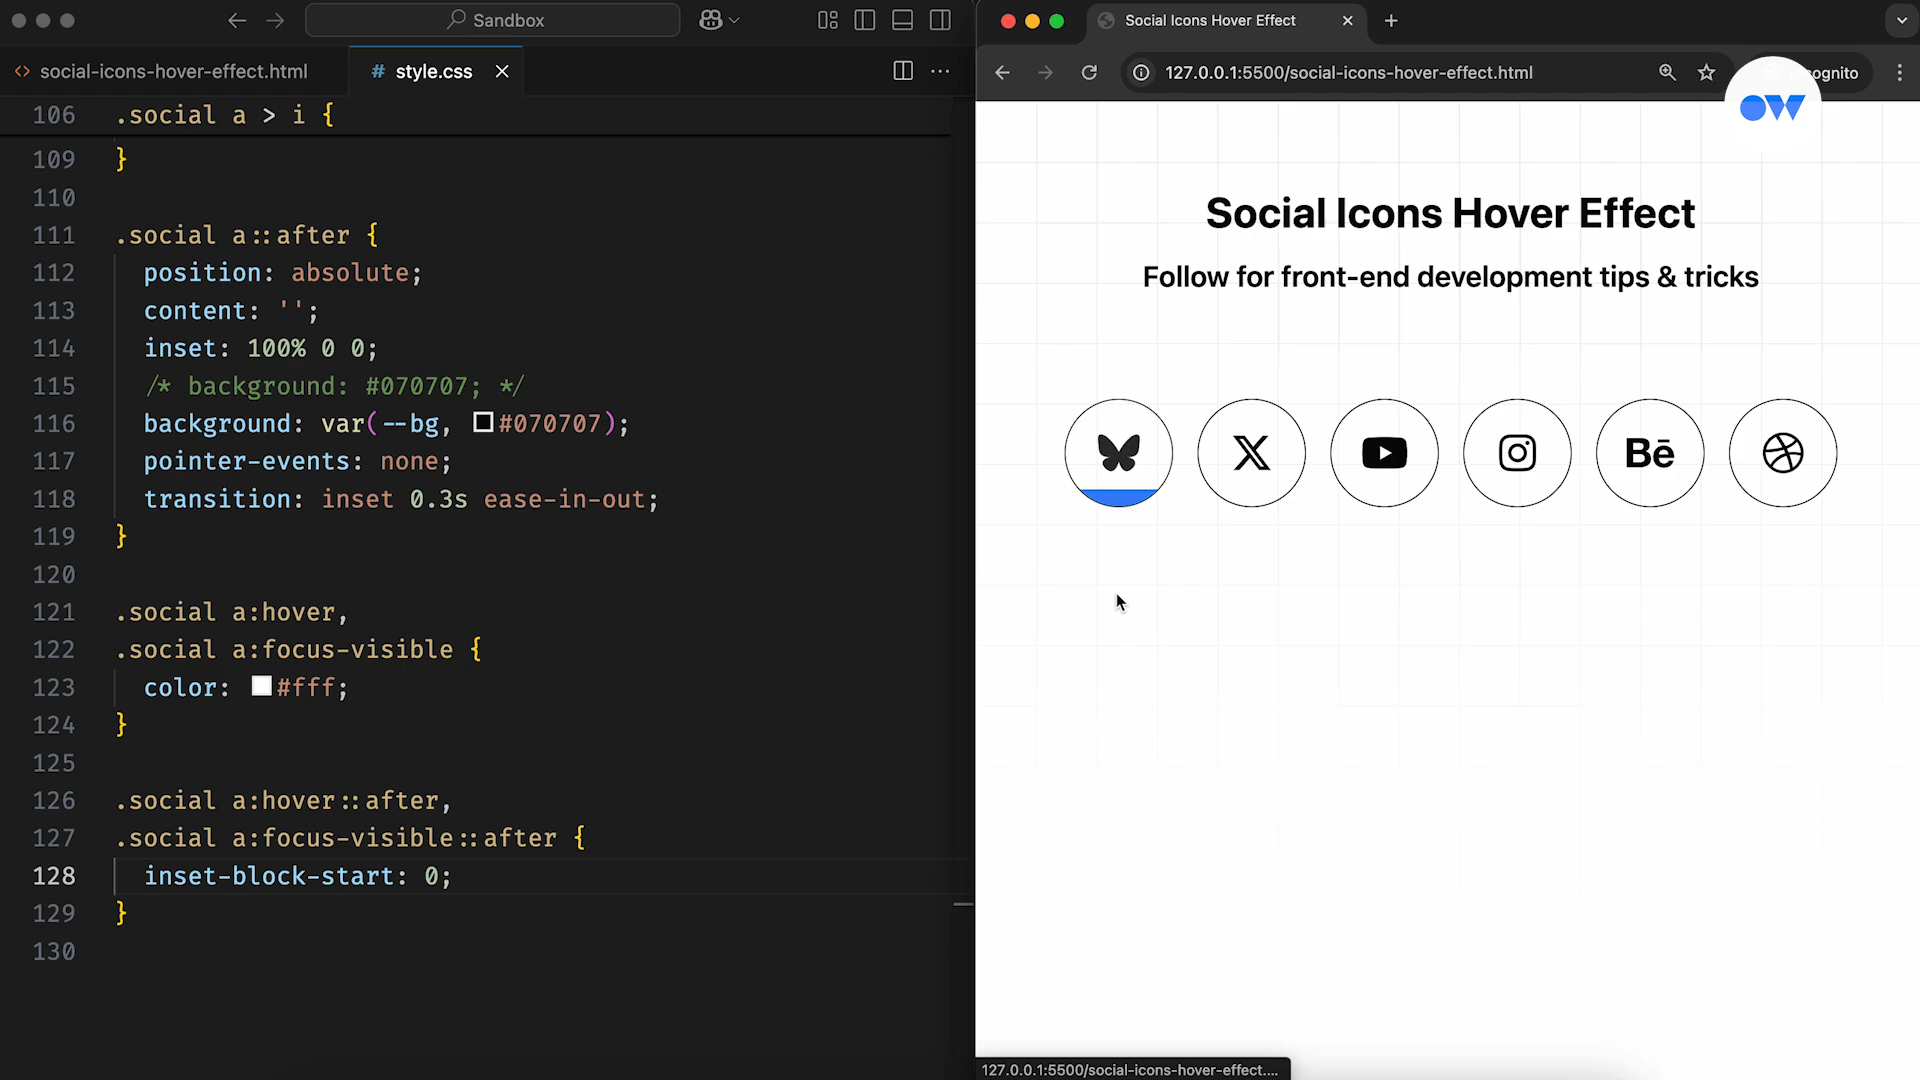 Sandbox
social-icons-hover-effect.html
# style.css
106 .social a > i {
109 }
110
111 .social a::after {
112 position: absolute;
113 content: '';
114 inset: 100% 0 0;
115 /* background: #070707; */
116 background: var(--bg, #070707);
117 pointer-events: none;
118 transition: inset 0.3s ease-in-out;
119 }
120
121 .social a:hover,
122 .social a:focus-visible {
123 color: #fff;
124 }
125
126 .social a:hover::after,
127 .social a:focus-visible::after {
128 inset-block-start: 0;
129 }
130
Social Icons Hover Effect
127.0.0.1:5500/social-icons-hover-effect.html
ognito
OW
Social Icons Hover Effect
Follow for front-end development tips & tricks
Bē
127.0.0.1:5500/social-icons-hover-effect....